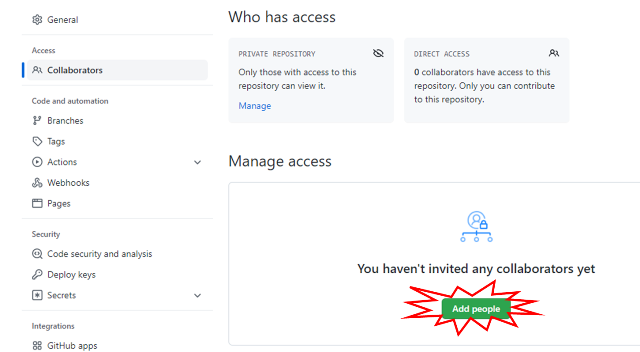 General
Access
Collaborators
Code and automation
Branches
Tags
Actions
Webhooks
Pages
Security
Code security and analysis
Deploy keys
Secrets
Integrations
GitHub apps
Who has access
PRIVATE REPOSITORY
Only those with access to this
repository can view it.
Manage
DIRECT ACCESS
0 collaborators have access to this
repository. Only you can contribute
to this repository.
Manage access
You haven't invited any collaborators yet
Add people